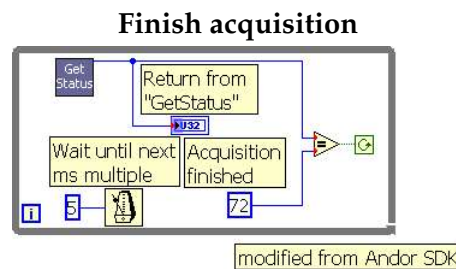 Finish acquisition
Get
Status
Return from
"GetStatus"
U32
Wait until next
ms multiple
Acquisition
finished
=
i
5
72
modified from Andor SDK